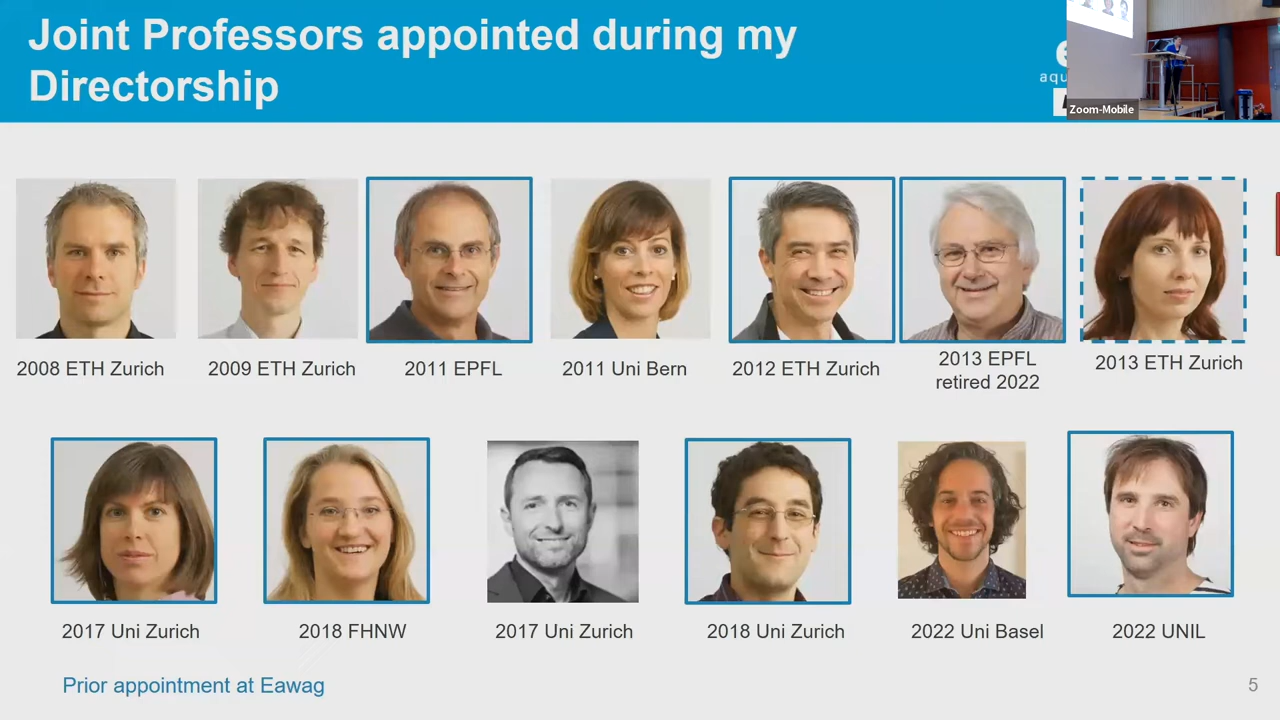 Joint Professors appointed during my
Directorship
aqu
Zoom-Mobile
2008 ETH Zurich
2009 ETH Zurich
2011 EPFL
2011 Uni Bern
2012 ETH Zurich
2013 EPFL
retired 2022
2013 ETH Zurich
2017 Uni Zurich
2018 FHNW
2017 Uni Zurich
2018 Uni Zurich
2022 Uni Basel
2022 UNIL
Prior appointment at Eawag
5